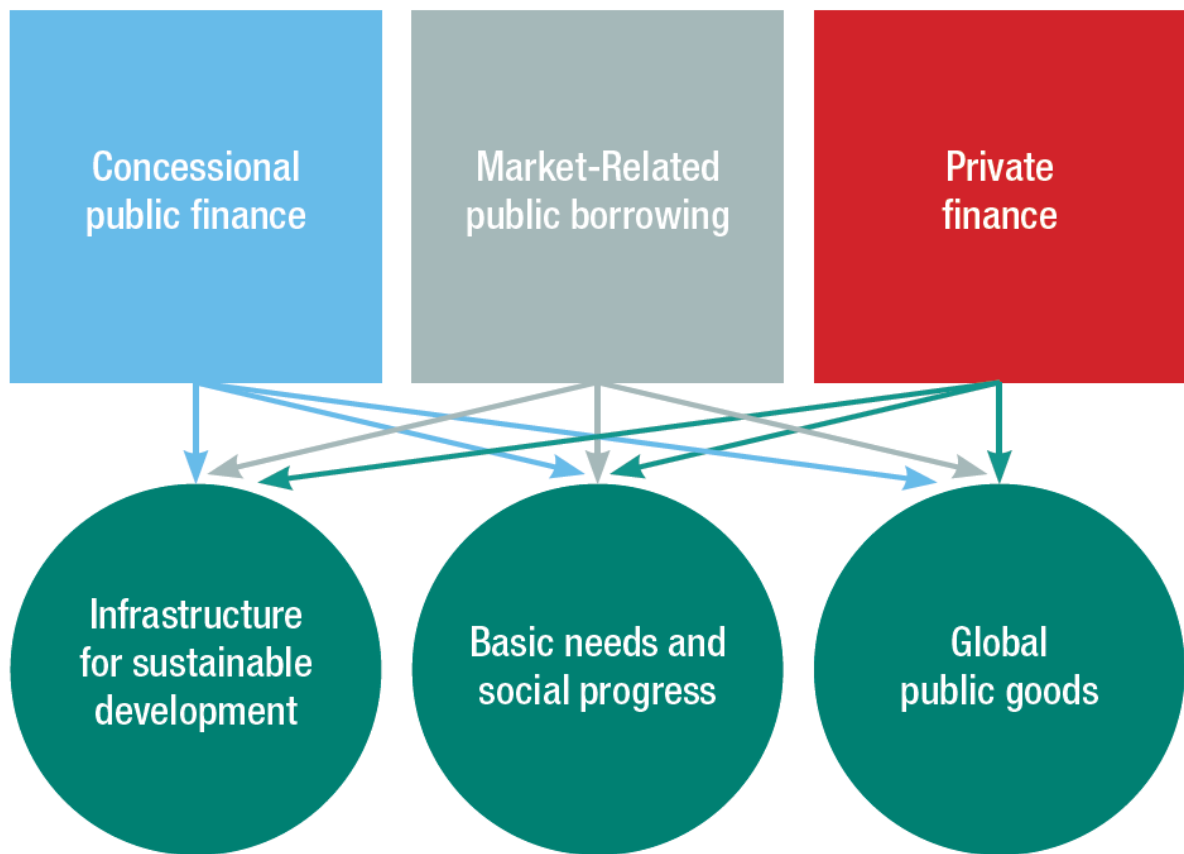 Concessional
public finance
Market-Related
public borrowing
Private
finance
Infrastructure
for sustainable
development
Basic needs and
social progress
Global
public goods